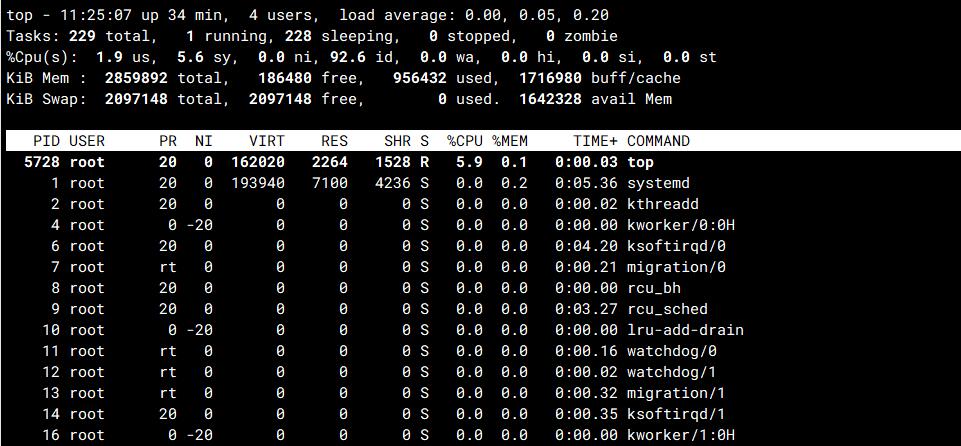 top - 11:25:07 up 34 min,  4 users,  load average: 0.00, 0.05, 0.20
Tasks: 229 total,   1 running, 228 sleeping,   0 stopped,   0 zombie
%Cpu(s):  1.9 us,  5.6 sy,  0.0 ni, 92.6 id,  0.0 wa,  0.0 hi,  0.0 si,  0.0 st
KiB Mem :  2859892 total,   186480 free,   956432 used,  1716980 buff/cache
KiB Swap:  2097148 total,  2097148 free,        0 used.  1642328 avail Mem
PID USER      PR  NI    VIRT    RES    SHR S  %CPU %MEM     TIME+ COMMAND
5728 root      20   0  162020   2264   1528 R   5.9  0.1   0:00.03 top
1 root      20   0  193940   7100   4236 S   0.0  0.2   0:05.36 systemd
2 root      20   0       0      0      0 S   0.0  0.0   0:00.02 kthreadd
4 root       0 -20       0      0      0 S   0.0  0.0   0:00.00 kworker/0:0H
6 root      20   0       0      0      0 S   0.0  0.0   0:04.20 ksoftirqd/0
7 root      rt   0       0      0      0 S   0.0  0.0   0:00.21 migration/0
8 root      20   0       0      0      0 S   0.0  0.0   0:00.00 rcu_bh
9 root      20   0       0      0      0 S   0.0  0.0   0:03.27 rcu_sched
10 root       0 -20       0      0      0 S   0.0  0.0   0:00.00 lru-add-drain
11 root      rt   0       0      0      0 S   0.0  0.0   0:00.16 watchdog/0
12 root      rt   0       0      0      0 S   0.0  0.0   0:00.02 watchdog/1
13 root      rt   0       0      0      0 S   0.0  0.0   0:00.32 migration/1
14 root      20   0       0      0      0 S   0.0  0.0   0:00.35 ksoftirqd/1
16 root       0 -20       0      0      0 S   0.0  0.0   0:00.00 kworker/1:0H